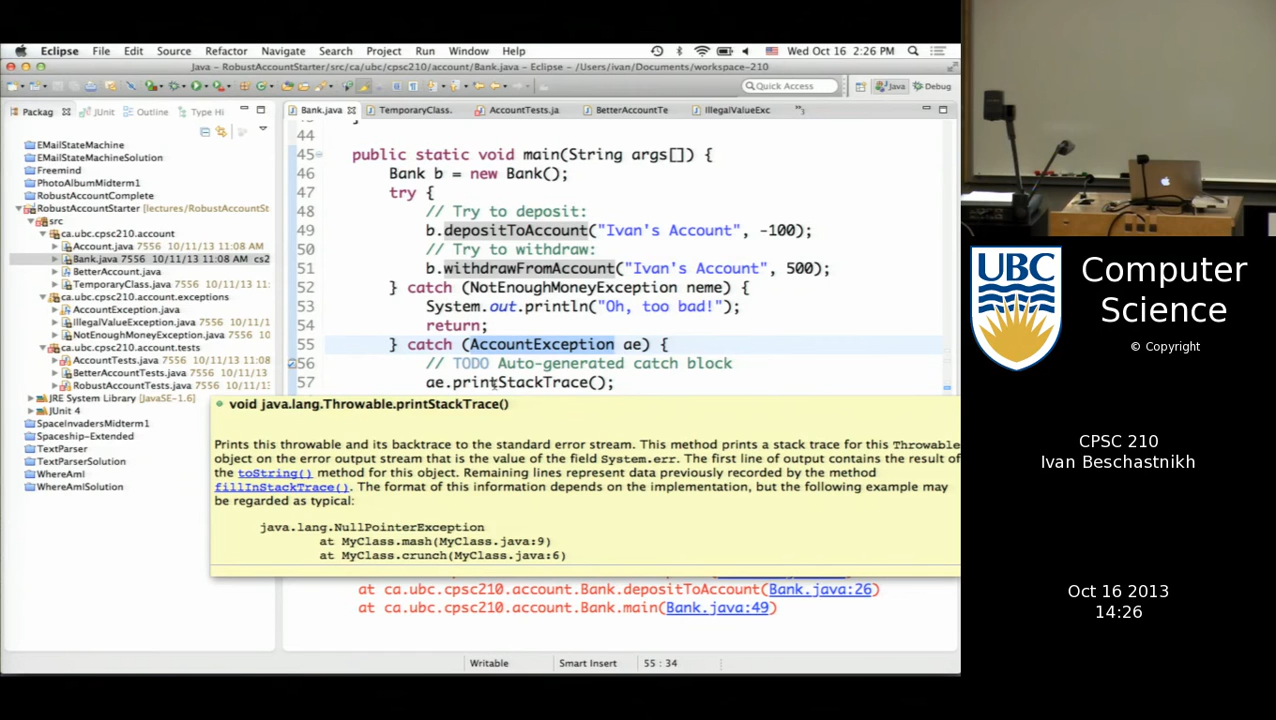 Eclipse File Edit Source Refactor Navigate Search Project Run Window Help Wed Oct 16 2:26 PM
Java - RobustAccountStarter/src/ca/ubc/cpsc210/account/Bank.java - Eclipse - /Users/ivan/Documents/workspace-210
Quick Access Java Debug
Packag JUnit Outline Type Hi
Bank.java TemporaryClass. AccountTests.ja BetterAccountTe IllegalValueExc
EMailStateMachine
EMailStateMachineSolution
Freemind
PhotoAlbumMidterm1
RobustAccountComplete
RobustAccountStarter [lectures/RobustAccountSt
src
ca.ubc.cpsc210.account
Account.java 7556 10/11/13 11:08 AM
Bank.java 7556 10/11/13 11:08 AM cs2
BetterAccount.java
TemporaryClass.java 7556 10/11/13 11:
ca.ubc.cpsc210.account.exceptions
AccountException.java
IllegalValueException.java 7556 10/11/
NotEnoughMoneyException.java 7556
ca.ubc.cpsc210.account.tests
AccountTests.java 7556 10/11/13 11:0
BetterAccountTests.java 7556 10/11/1
RobustAccountTests.java 7556 10/11/1
JRE System Library [JavaSE-1.6]
JUnit 4
SpaceInvadersMidterm1
Spaceship-Extended
TextParser
TextParserSolution
WhereAmI
WhereAmISolution
44
45 public static void main(String args[]) {
46 Bank b = new Bank();
47 try {
48 // Try to deposit:
49 b.depositToAccount("Ivan's Account", -100);
50 // Try to withdraw:
51 b.withdrawFromAccount("Ivan's Account", 500);
52 } catch (NotEnoughMoneyException neme) {
53 System.out.println("Oh, too bad!");
54 return;
55 } catch (AccountException ae) {
56 // TODO Auto-generated catch block
57 ae.printStackTrace();
void java.lang.Throwable.printStackTrace()
Prints this throwable and its backtrace to the standard error stream. This method prints a stack trace for this Throwable
object on the error output stream that is the value of the field System.err. The first line of output contains the result of
the toString() method for this object. Remaining lines represent data previously recorded by the method
fillInStackTrace(). The format of this information depends on the implementation, but the following example may
be regarded as typical:
java.lang.NullPointerException
at MyClass.mash(MyClass.java:9)
at MyClass.crunch(MyClass.java:6)
at ca.ubc.cpsc210.account.Bank.depositToAccount(Bank.java:26)
at ca.ubc.cpsc210.account.Bank.main(Bank.java:49)
Writable Smart Insert 55 : 34
UBC
Computer
Science
© Copyright
CPSC 210
Ivan Beschastnikh
Oct 16 2013
14:26